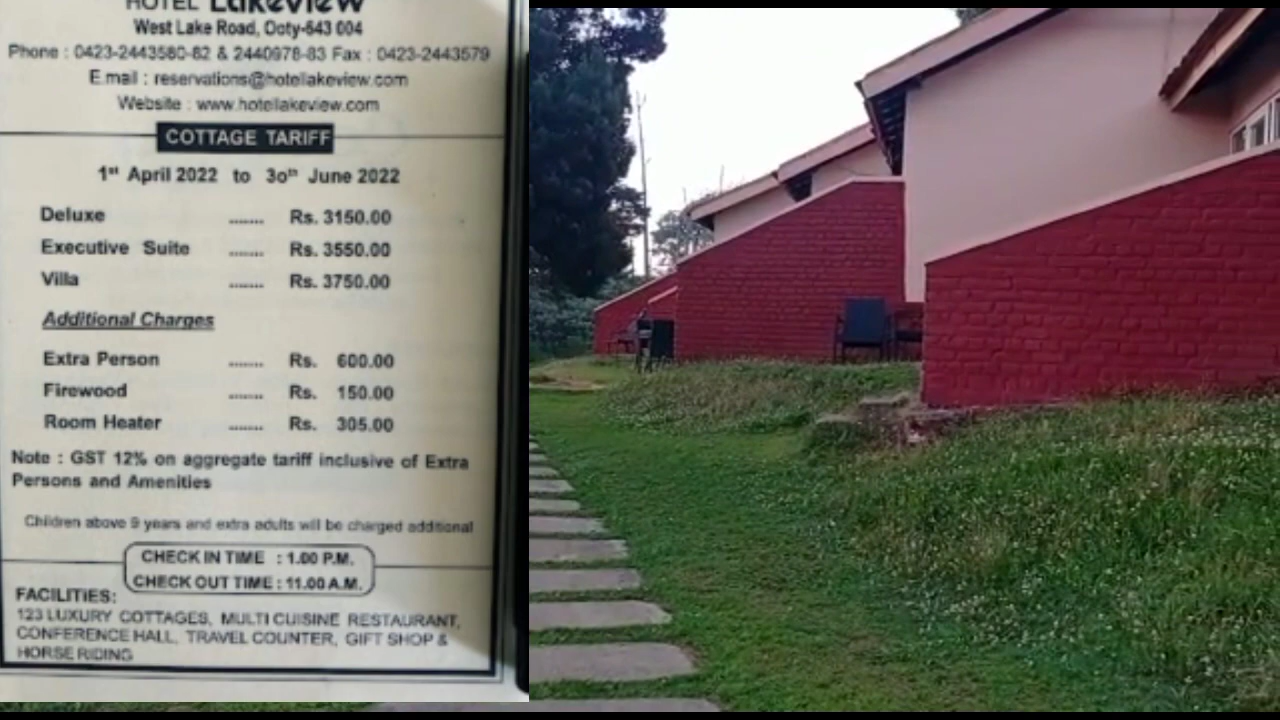 HOTEL Lakeview
West Lake Road, Ooty-643 004
Phone : 0423-2443580-82 & 2440978-83 Fax : 0423-2443579
E.mail : reservations@hotellakeview.com
Website : www.hotellakeview.com
COTTAGE TARIFF
1st April 2022 to 3oth June 2022
Deluxe ....... Rs. 3150.00
Executive Suite ....... Rs. 3550.00
Villa ....... Rs. 3750.00
Additional Charges
Extra Person ....... Rs. 600.00
Firewood ....... Rs. 150.00
Room Heater ....... Rs. 305.00
Note : GST 12% on aggregate tariff inclusive of Extra
Persons and Amenities
Children above 9 years and extra adults will be charged additional
CHECK IN TIME : 1.00 P.M.
CHECK OUT TIME : 11.00 A.M.
FACILITIES:
123 LUXURY COTTAGES, MULTI CUISINE RESTAURANT,
CONFERENCE HALL, TRAVEL COUNTER, GIFT SHOP &
HORSE RIDING